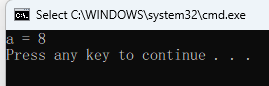 Select C:\WINDOWS\system32\cmd.exe
a = 8
Press any key to continue . . .